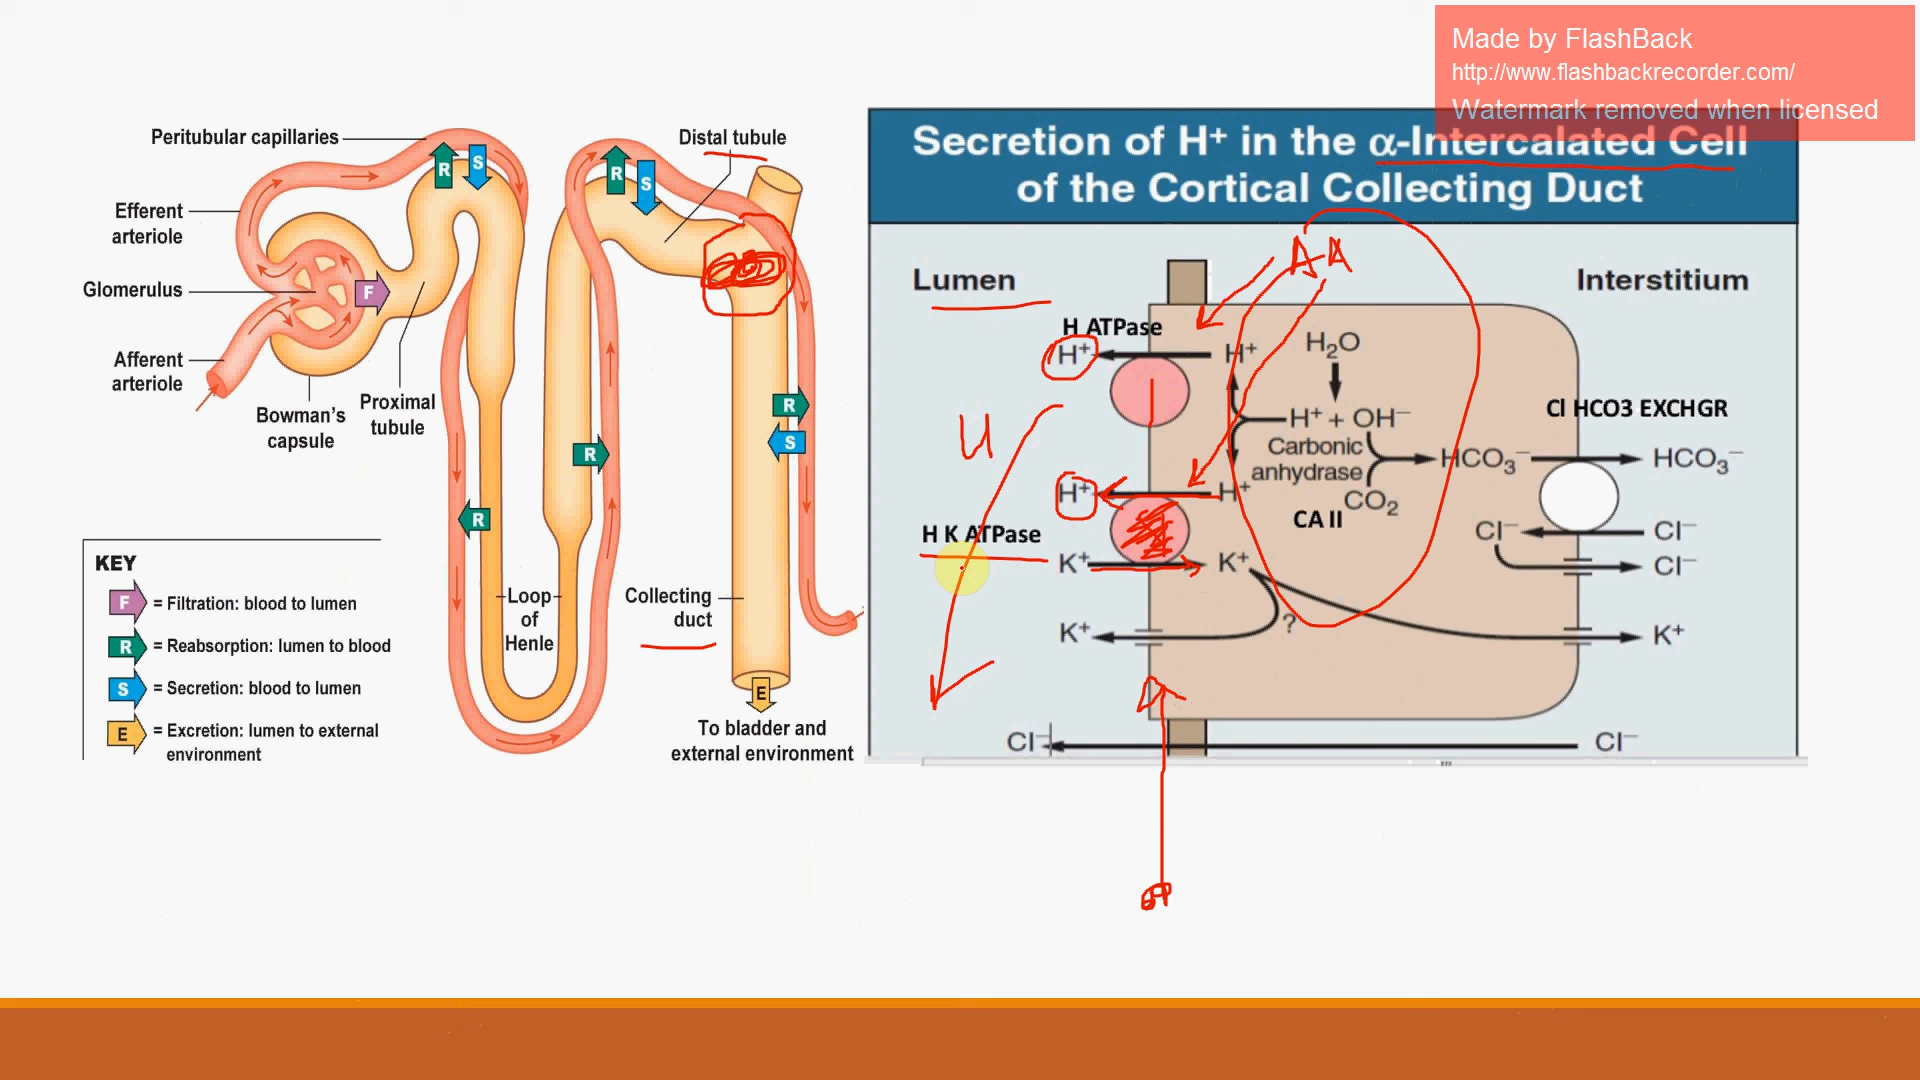 Made by FlashBack
http://www.flashbackrecorder.com/
Watermark removed when licensed
Peritubular capillaries
Distal tubule
Efferent
arteriole
Glomerulus
Afferent
arteriole
Bowman's
capsule
Proximal
tubule
R
S
R
S
F
R
S
R
R
Loop
of
Henle
Collecting
duct
E
To bladder and
external environment
KEY
F = Filtration: blood to lumen
R = Reabsorption: lumen to blood
S = Secretion: blood to lumen
E = Excretion: lumen to external
environment
Secretion of H⁺ in the α-Intercalated Cell
of the Cortical Collecting Duct
Lumen
Interstitium
H ATPase
H⁺
H⁺
H₂O
H⁺ + OH⁻
Cl HCO3 EXCHGR
Carbonic
anhydrase
HCO₃⁻
HCO₃⁻
CO₂
CA II
U
H⁺
H⁺
H K ATPase
K⁺
K⁺
Cl⁻
Cl⁻
Cl⁻
K⁺
?
K⁺
Cl⁻
Cl⁻